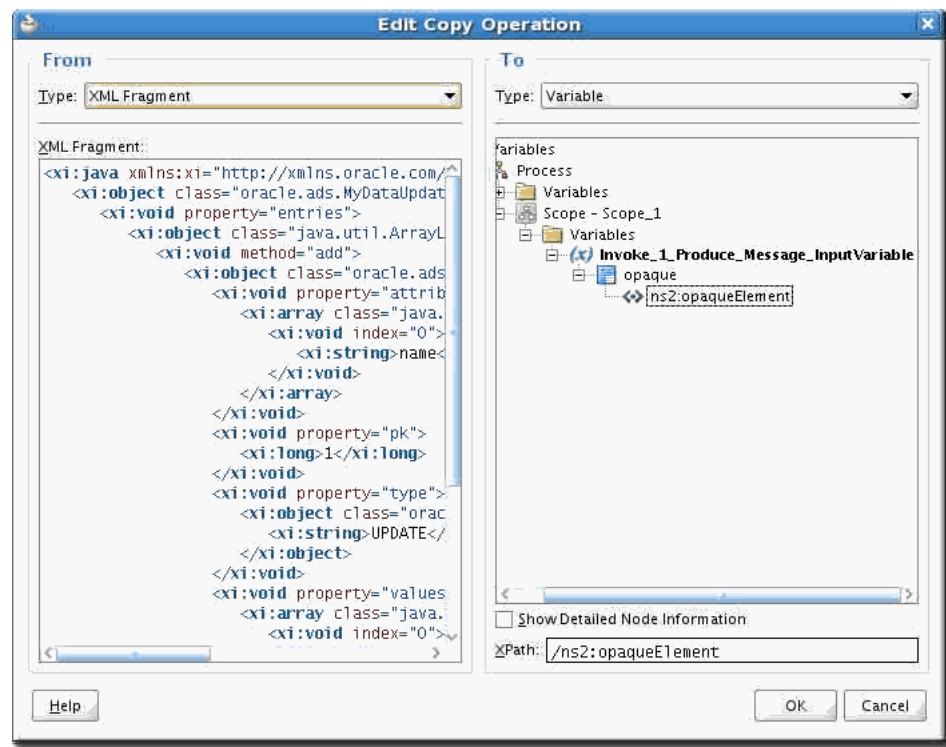 Edit Copy Operation
From
Type: XML Fragment
XML Fragment:
<xi:java xmlns:xi="http://xmlns.oracle.com/
<xi:object class="oracle.ads.MyDataUpdat
<xi:void property="entries">
<xi:object class="java.util.ArrayL
<xi:void method="add">
<xi:object class="oracle.ads
<xi:void property="attrib
<xi:array class="java.
<xi:void index="0">
<xi:string>name<
</xi:void>
</xi:array>
</xi:void>
<xi:void property="pk">
<xi:long>1</xi:long>
</xi:void>
<xi:void property="type">
<xi:object class="orac
<xi:string>UPDATE</
</xi:object>
</xi:void>
<xi:void property="values
<xi:array class="java.
<xi:void index="0">
To
Type: Variable
ariables
Process
Variables
Scope - Scope_1
Variables
(x) Invoke_1_Produce_Message_InputVariable
opaque
ns2:opaqueElement
Show Detailed Node Information
XPath: /ns2:opaqueElement
Help
OK
Cancel